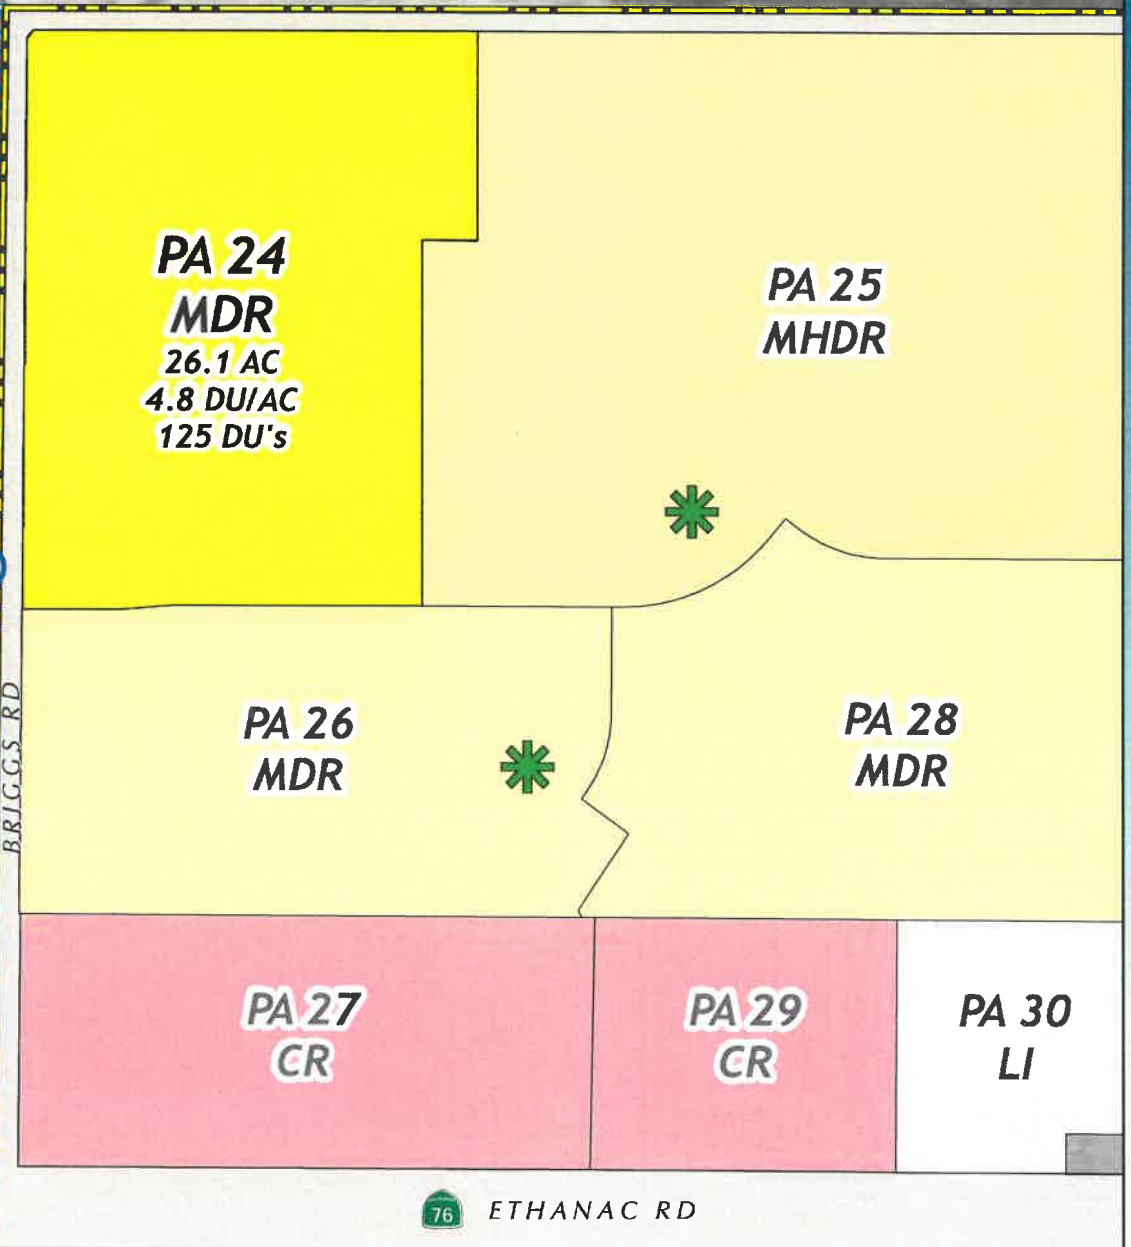 PA 24
MDR
26.1 AC
4.8 DU/AC
125 DU's
PA 25
MHDR
PA 26
MDR
PA 28
MDR
BRIGGS RD
PA 27
CR
PA 29
CR
PA 30
LI
76
ETHANAC RD